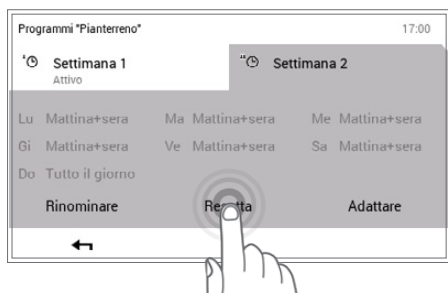 Programmi "Pianterreno" 17:00
Settimana 1 Settimana 2
Attivo
Lu Mattina+sera Ma Mattina+sera Me Mattina+sera
Gi Mattina+sera Ve Mattina+sera Sa Mattina+sera
Do Tutto il giorno
Rinominare Resetta Adattare